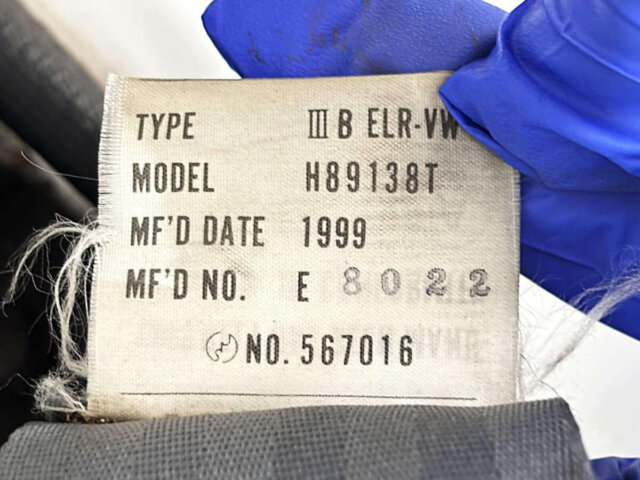 TYPE III B ELR-VW
MODEL H89138T
MF'D DATE 1999
MF'D NO. E 8022
NO. 567016